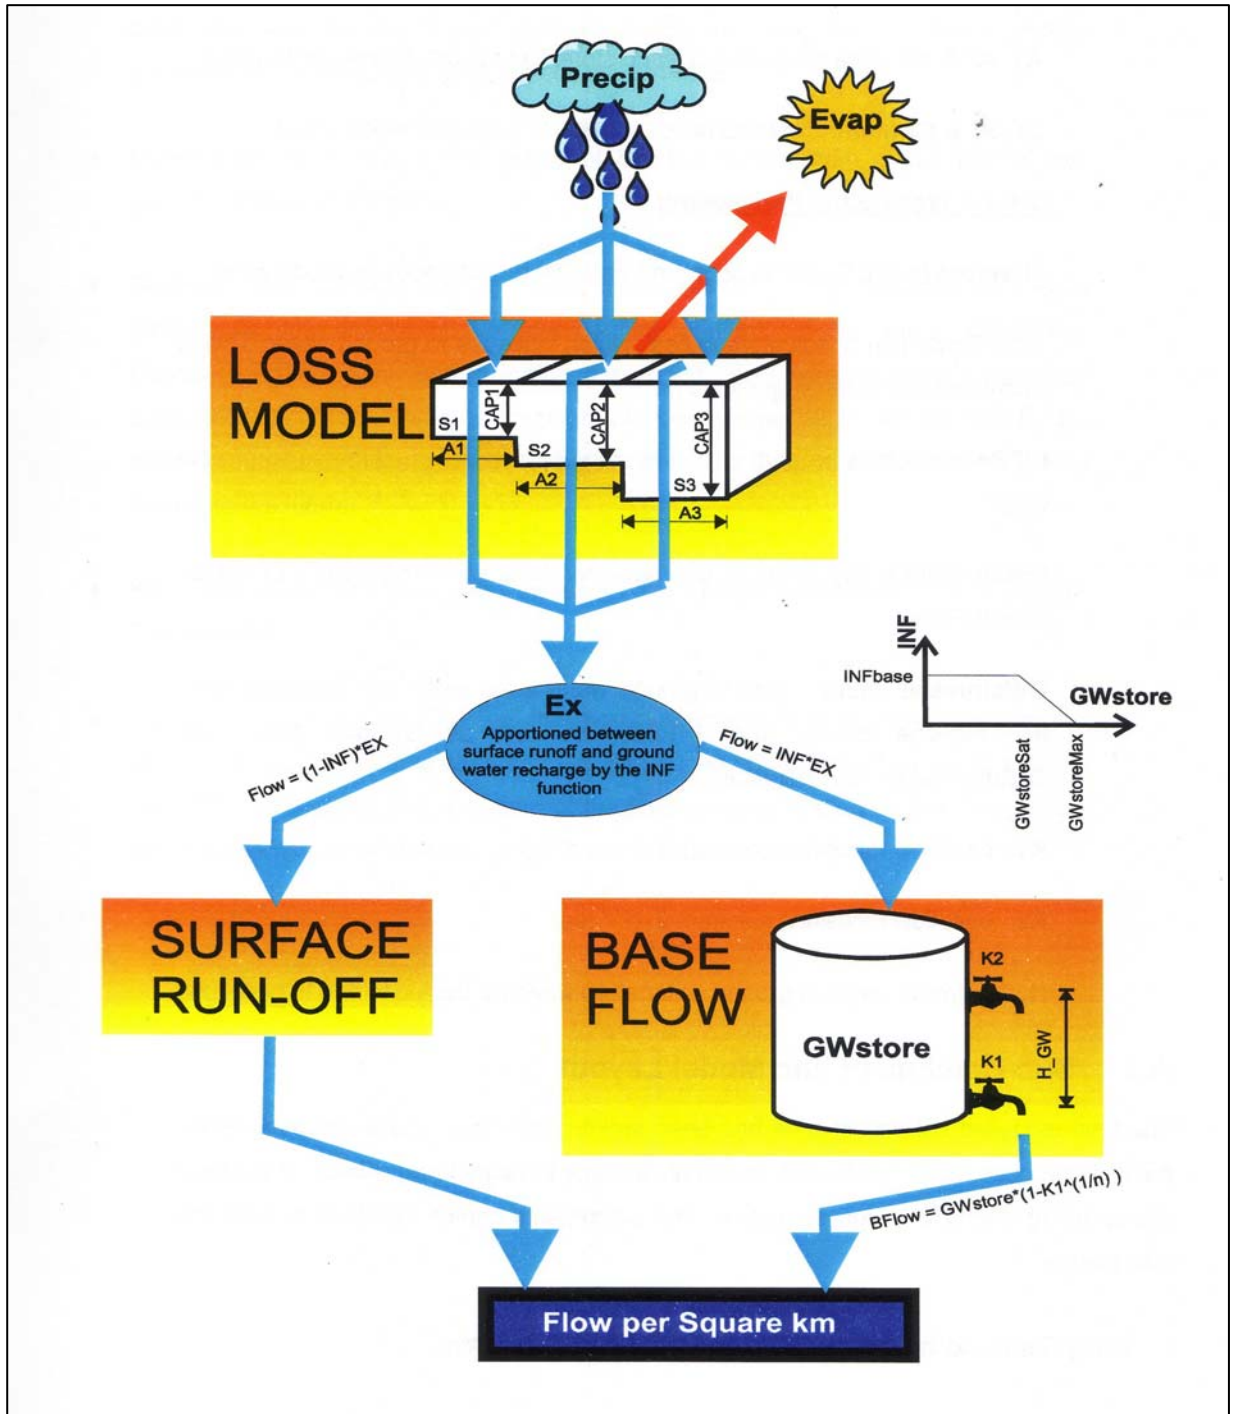 Precip
Evap
LOSS
MODEL
S1
CAP1
A1
S2
CAP2
A2
CAP3
S3
A3
INF
INFbase
GWstore
GWstoreSat
GWstoreMax
Ex
Apportioned between
surface runoff and ground
water recharge by the INF
function
Flow = (1-INF)*EX
Flow = INF*EX
SURFACE
RUN-OFF
BASE
FLOW
GWstore
K2
K1
H_GW
BFlow = GWstore*(1-K1^(1/n) )
Flow per Square km